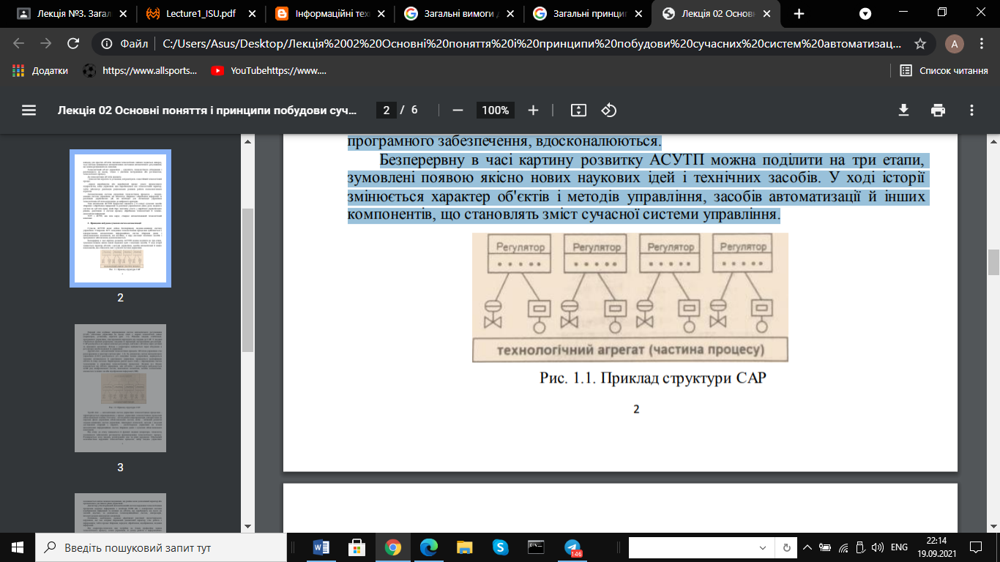 Лекція №3. Загал
Lecture1_ISU.pdf
Інформаційні тех
Загальні вимоги д
Загальні принцип
Лекція 02 Основн
Файл
C:/Users/Asus/Desktop/Лекція%2002%20Основні%20поняття%20і%20принципи%20побудови%20сучасних%20систем%20автоматизац...
A
Додатки
https://www.allsports...
YouTubehttps://www....
Список читання
Лекція 02 Основні поняття і принципи побудови суч...
2 / 6
100%
програмного забезпечення, вдосконалюються.
Безперервну в часі картину розвитку АСУТП можна поділити на три етапи,
зумовлені появою якісно нових наукових ідей і технічних засобів. У ході історії
змінюється характер об'єктів і методів управління, засобів автоматизації й інших
компонентів, що становлять зміст сучасної системи управління.
Регулятор Регулятор Регулятор Регулятор
технологічний агрегат (частина процесу)
Рис. 1.1. Приклад структури САР
2
2
3
Введіть пошуковий запит тут
146
ENG
22:14
19.09.2021